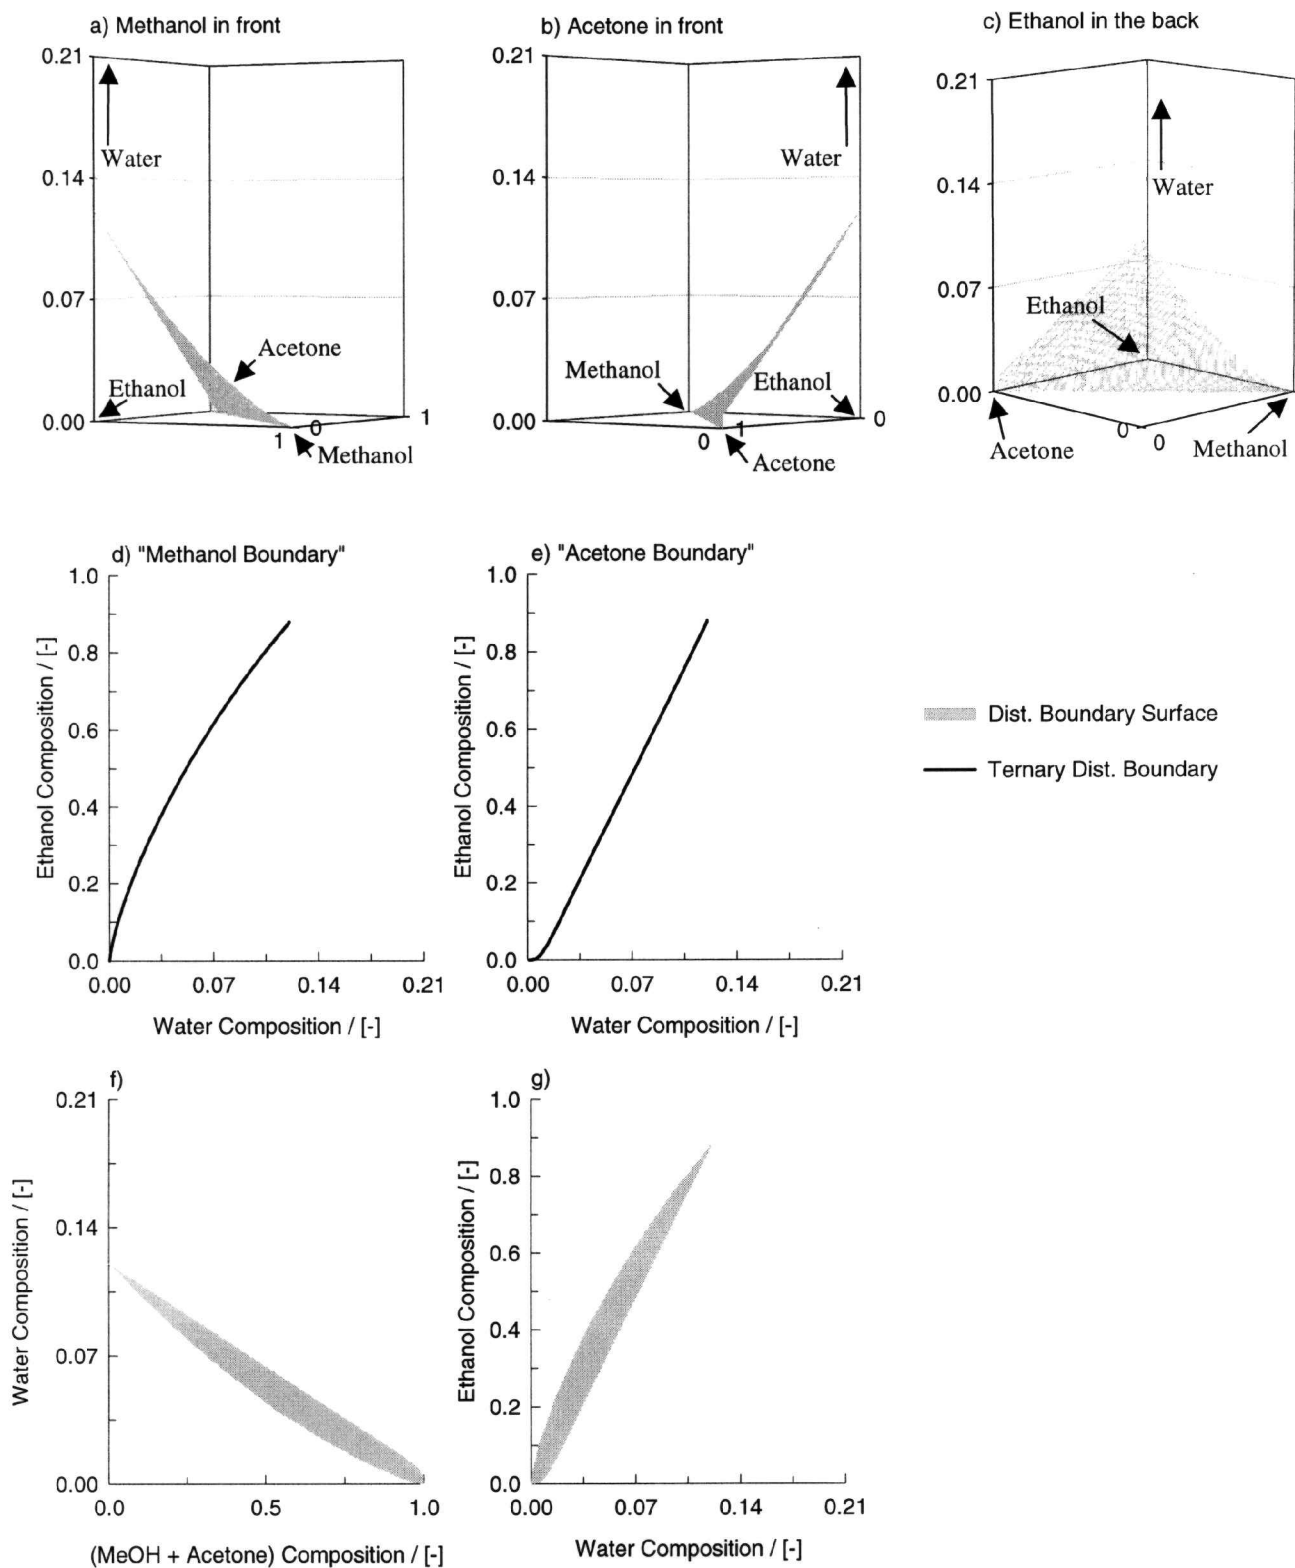 a) Methanol in front
b) Acetone in front
c) Ethanol in the back
0.21
0.14
0.07
0.00
Water
Acetone
Ethanol
Methanol
1
0
1
0.21
0.14
0.07
0.00
Water
Methanol
Ethanol
Acetone
0
1
0
0.21
0.14
0.07
0.00
Water
Ethanol
Acetone
Methanol
0
0
d) "Methanol Boundary"
Ethanol Composition / [-]
1.0
0.8
0.6
0.4
0.2
0.0
0.00
0.07
0.14
0.21
Water Composition / [-]
e) "Acetone Boundary"
Ethanol Composition / [-]
1.0
0.8
0.6
0.4
0.2
0.0
0.00
0.07
0.14
0.21
Water Composition / [-]
Dist. Boundary Surface
Ternary Dist. Boundary
f)
Water Composition / [-]
0.21
0.14
0.07
0.00
0.0
0.5
1.0
(MeOH + Acetone) Composition / [-]
g)
Ethanol Composition / [-]
1.0
0.8
0.6
0.4
0.2
0.0
0.00
0.07
0.14
0.21
Water Composition / [-]